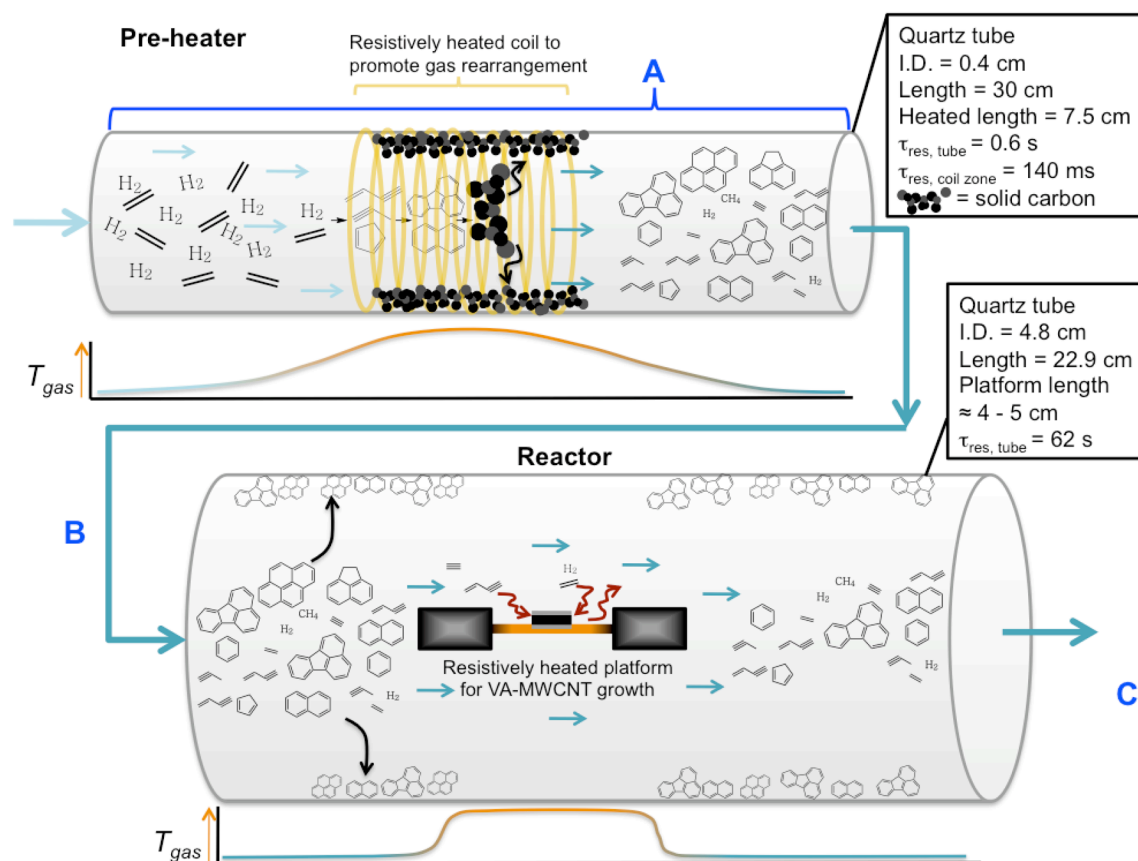 Pre-heater
Resistively heated coil to
promote gas rearrangement
A
Quartz tube
I.D. = 0.4 cm
Length = 30 cm
Heated length = 7.5 cm
τres, tube = 0.6 s
τres, coil zone = 140 ms
= solid carbon
H2
H2
H2
H2
H2
H2
H2
H2
H2
H2
CH4
H2
H2
Tgas
Quartz tube
I.D. = 4.8 cm
Length = 22.9 cm
Platform length
≈ 4 - 5 cm
τres, tube = 62 s
Reactor
B
H2
CH4
H2
H2
CH4
H2
H2
Resistively heated platform
for VA-MWCNT growth
C
Tgas